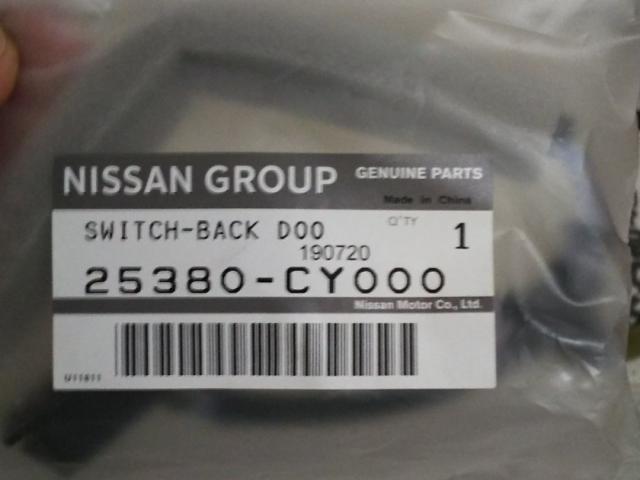 NISSAN GROUP GENUINE PARTS
Made in China
SWITCH-BACK DOO Q'TY 1
190720
25380-CY000
Nissan Motor Co., Ltd.